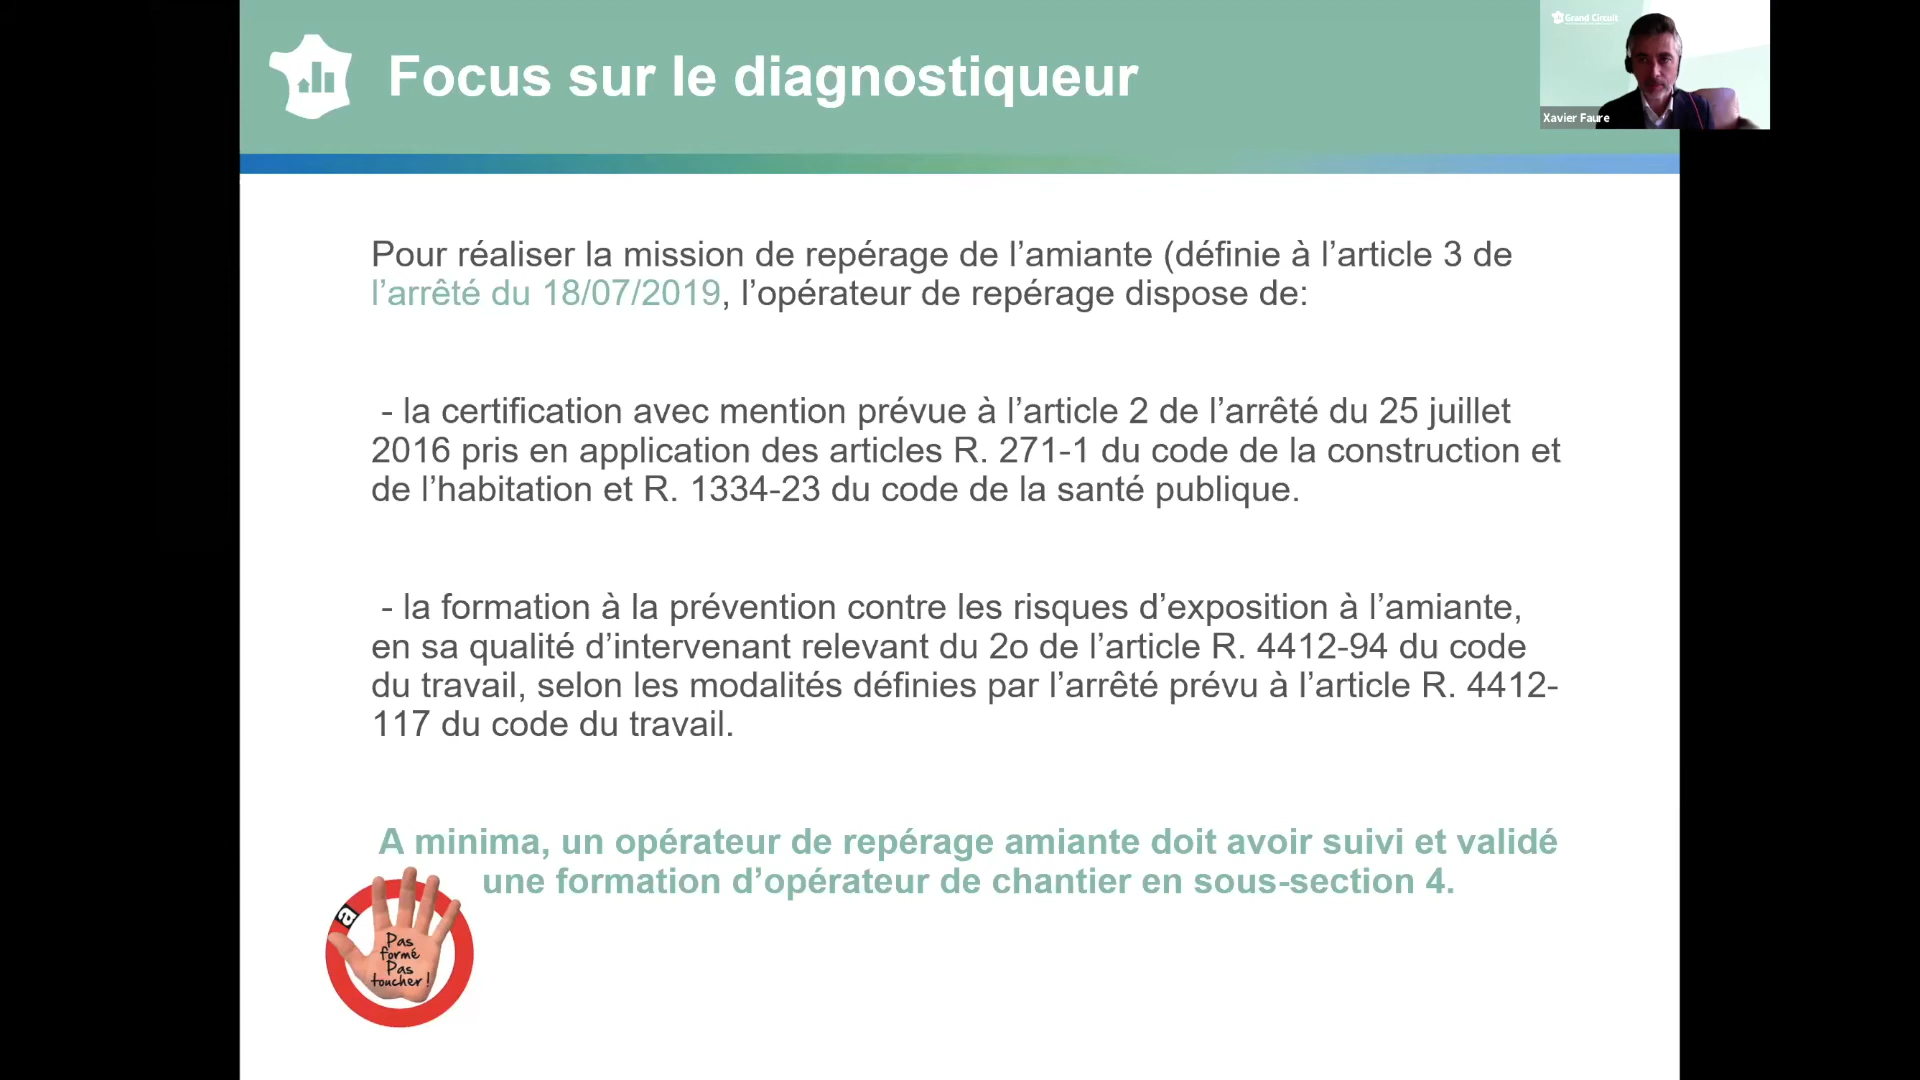 Focus sur le diagnostiqueur
Grand Circuit
Xavier Faure
Pour réaliser la mission de repérage de l’amiante (définie à l’article 3 de
l’arrêté du 18/07/2019, l’opérateur de repérage dispose de:
- la certification avec mention prévue à l’article 2 de l’arrêté du 25 juillet
2016 pris en application des articles R. 271-1 du code de la construction et
de l’habitation et R. 1334-23 du code de la santé publique.
- la formation à la prévention contre les risques d’exposition à l’amiante,
en sa qualité d’intervenant relevant du 2o de l’article R. 4412-94 du code
du travail, selon les modalités définies par l’arrêté prévu à l’article R. 4412-
117 du code du travail.
A minima, un opérateur de repérage amiante doit avoir suivi et validé
une formation d’opérateur de chantier en sous-section 4.
a
Pas
formé
Pas
toucher !